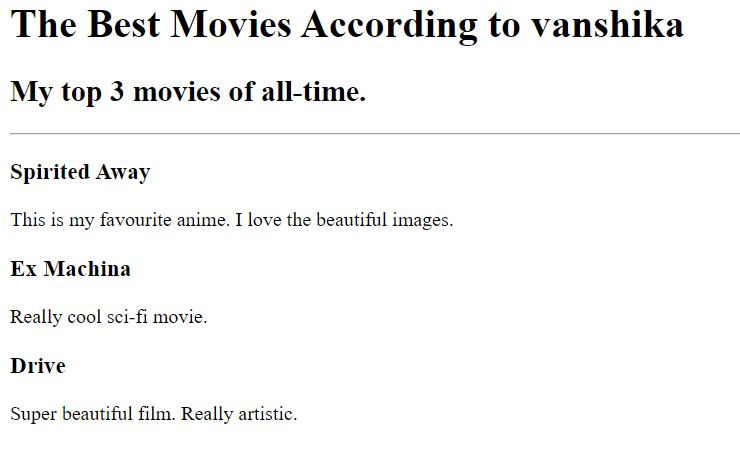 The Best Movies According to vanshika
My top 3 movies of all-time.
Spirited Away
This is my favourite anime. I love the beautiful images.
Ex Machina
Really cool sci-fi movie.
Drive
Super beautiful film. Really artistic.